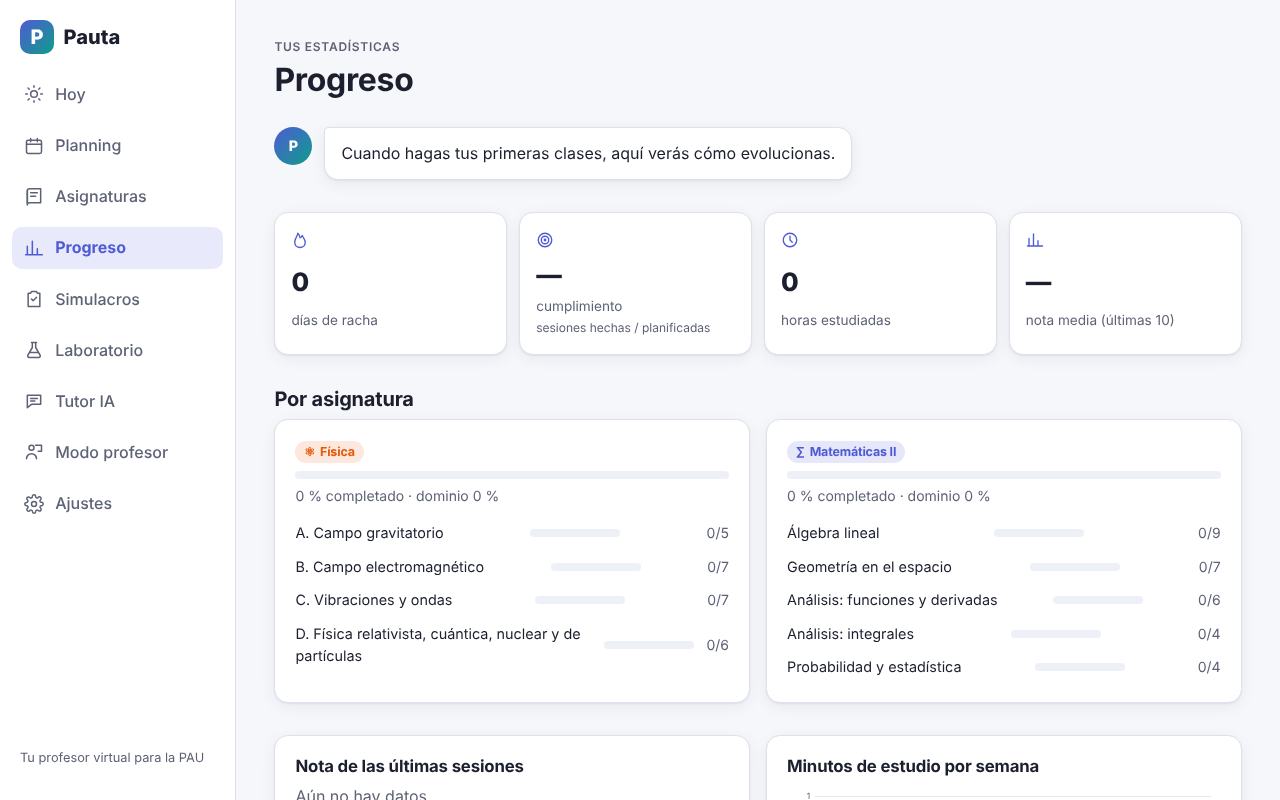 P Pauta
Hoy
Planning
Asignaturas
Progreso
Simulacros
Laboratorio
Tutor IA
Modo profesor
Ajustes
Tu profesor virtual para la PAU
TUS ESTADÍSTICAS
Progreso
P
Cuando hagas tus primeras clases, aquí verás cómo evolucionas.
0
días de racha
—
cumplimiento
sesiones hechas / planificadas
0
horas estudiadas
—
nota media (últimas 10)
Por asignatura
⚛ Física
0 % completado · dominio 0 %
A. Campo gravitatorio 0/5
B. Campo electromagnético 0/7
C. Vibraciones y ondas 0/7
D. Física relativista, cuántica, nuclear y de
partículas 0/6
∑ Matemáticas II
0 % completado · dominio 0 %
Álgebra lineal 0/9
Geometría en el espacio 0/7
Análisis: funciones y derivadas 0/6
Análisis: integrales 0/4
Probabilidad y estadística 0/4
Nota de las últimas sesiones
Aún no hay datos
Minutos de estudio por semana
1